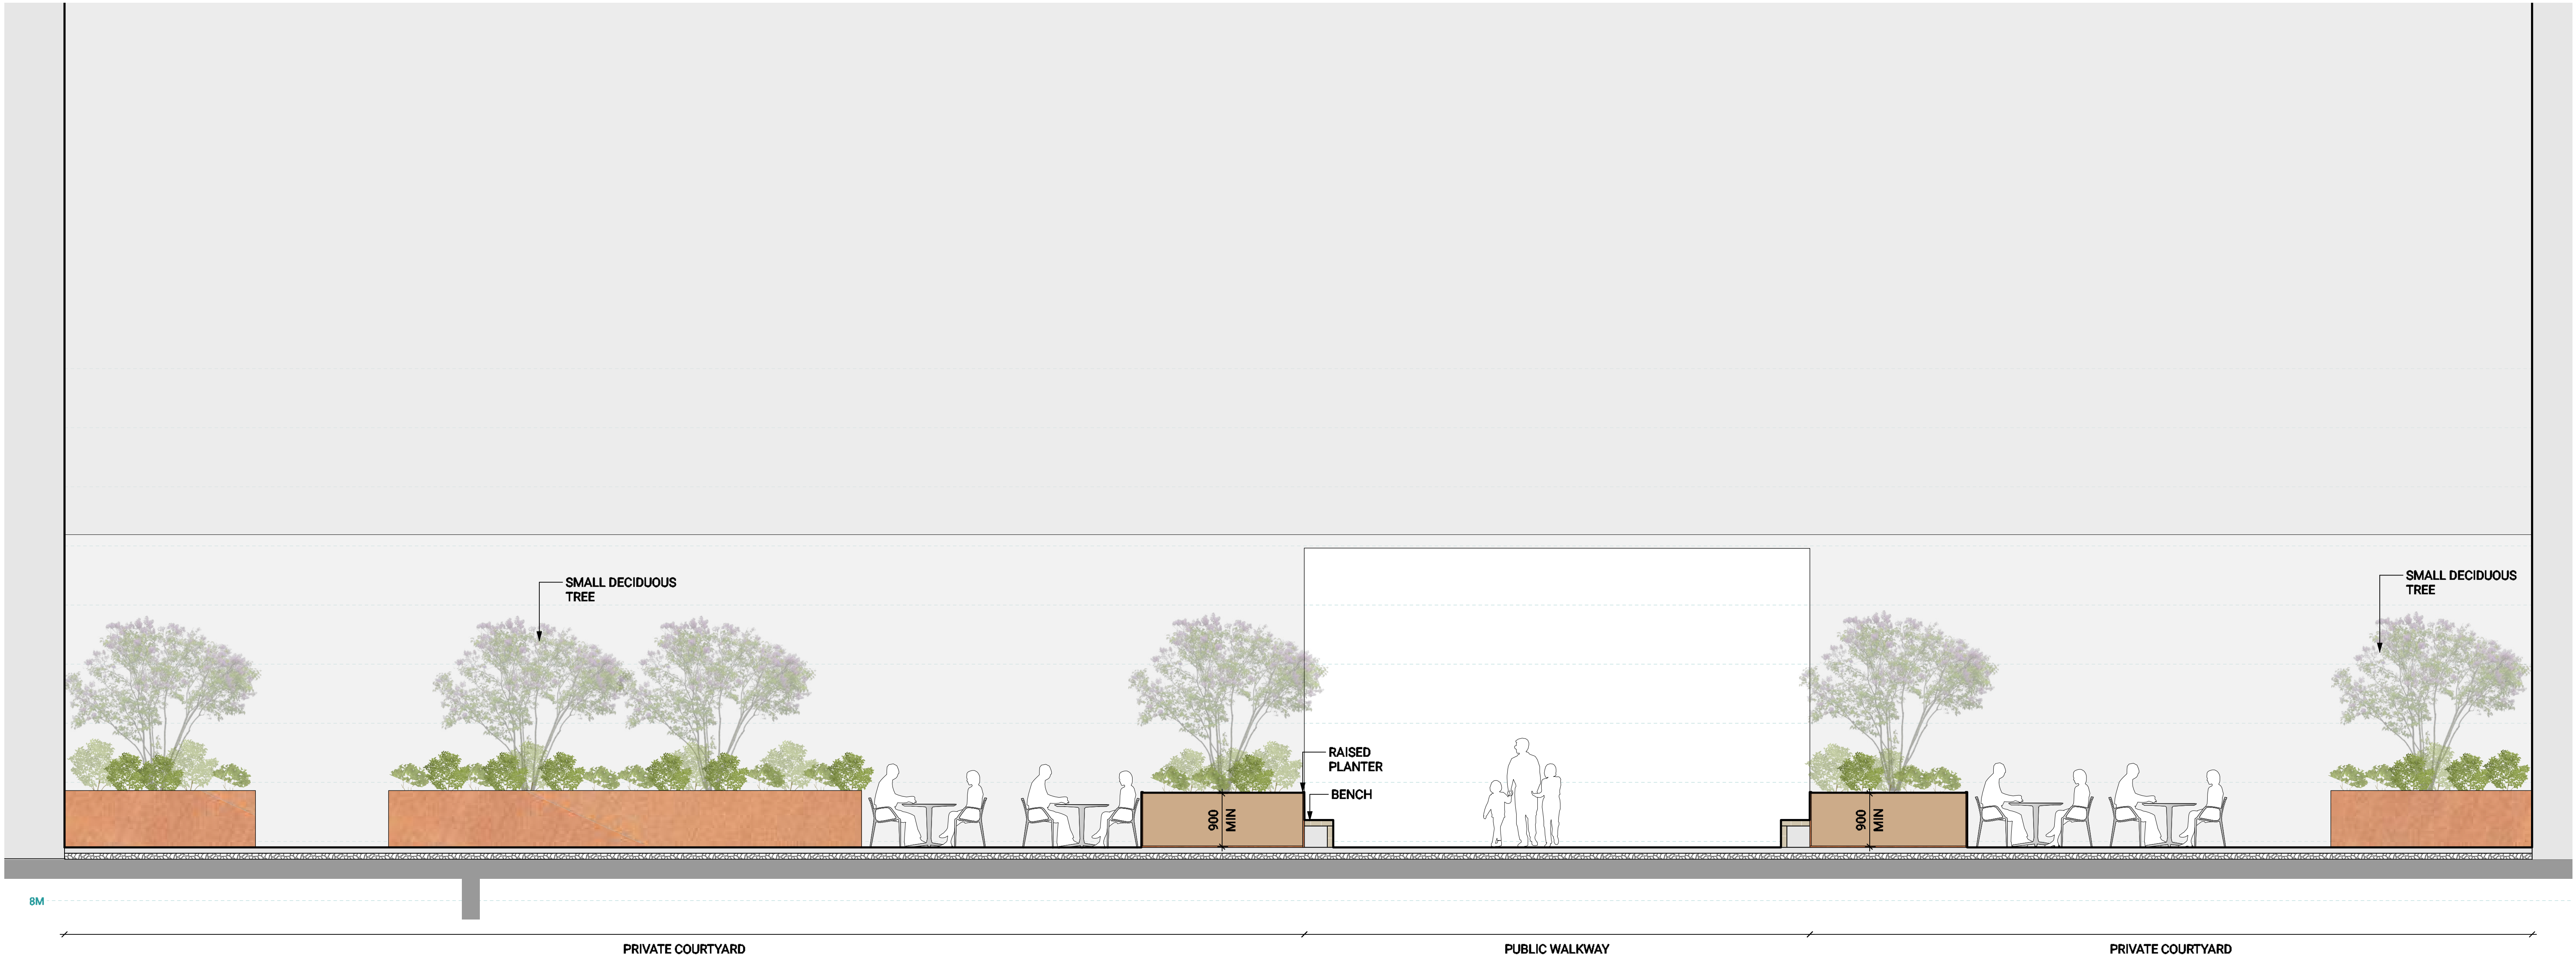 SMALL DECIDUOUS
TREE
SMALL DECIDUOUS
TREE
RAISED
PLANTER
BENCH
900
MIN
900
MIN
8M
PRIVATE COURTYARD
PUBLIC WALKWAY
PRIVATE COURTYARD